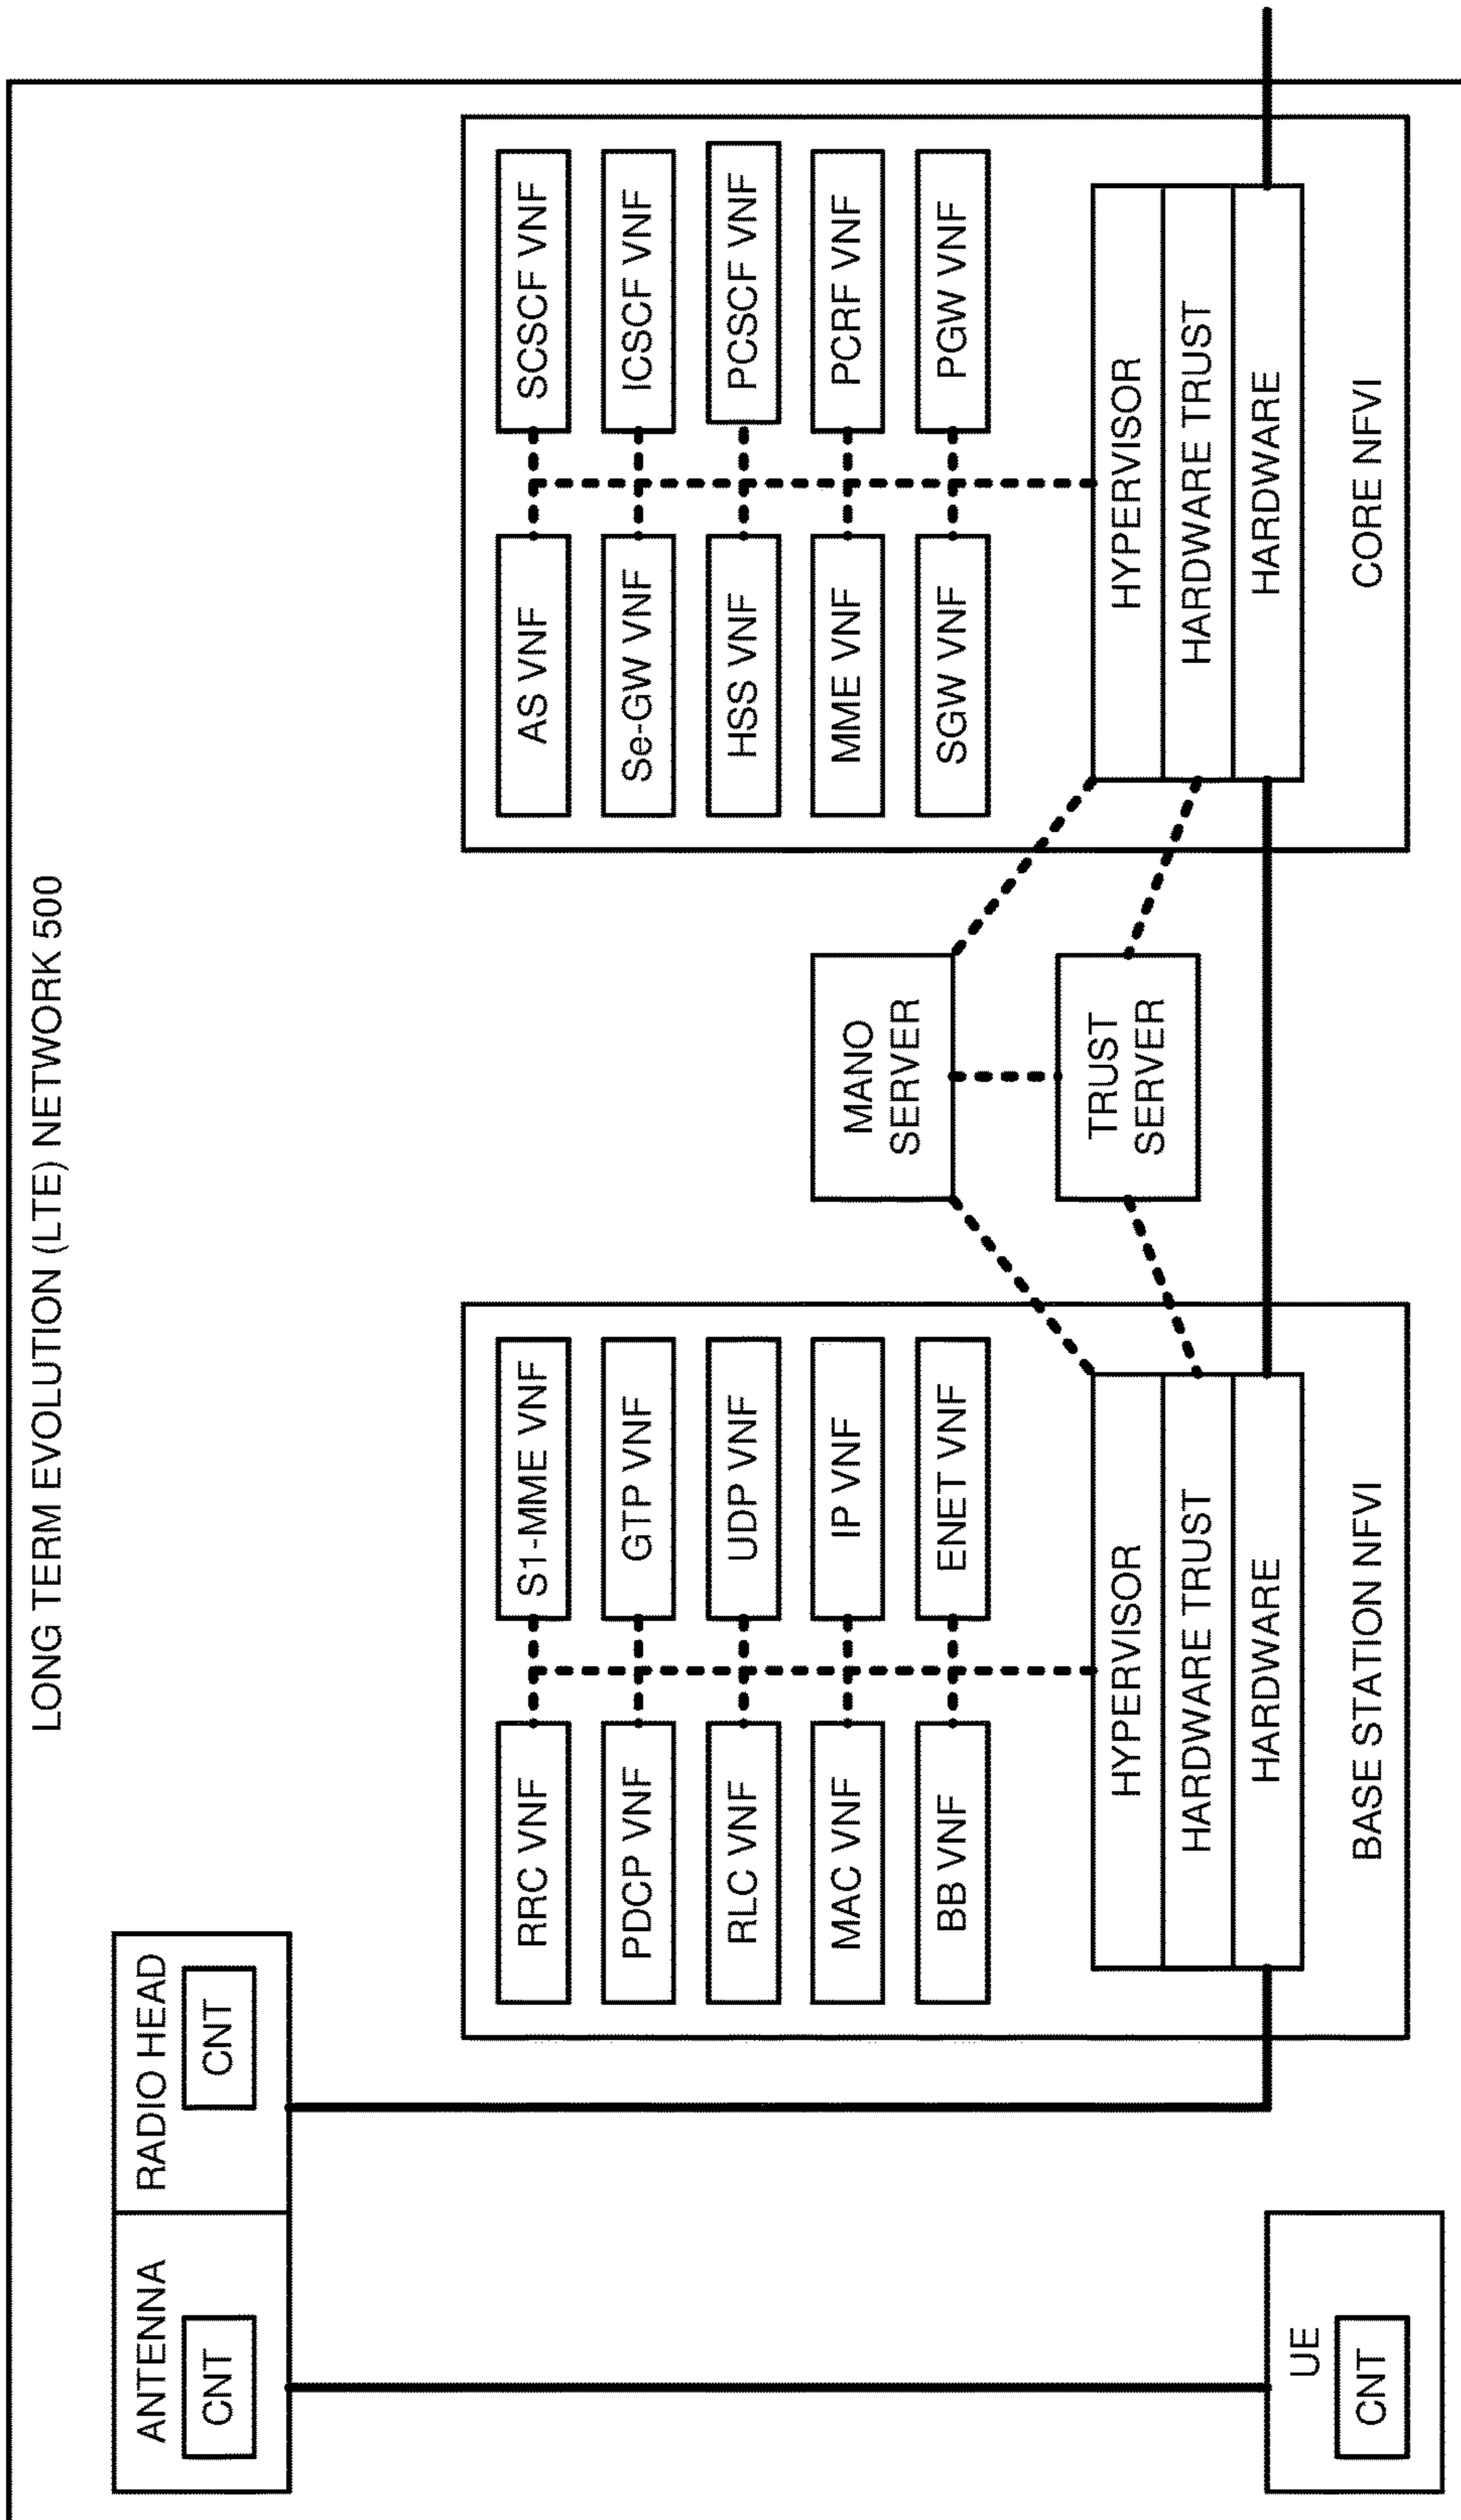 LONG TERM EVOLUTION (LTE) NETWORK 500
ANTENNA
CNT
RADIO HEAD
CNT
UE
CNT
RRC VNF
S1-MME VNF
PDCP VNF
GTP VNF
RLC VNF
UDP VNF
MAC VNF
IP VNF
BB VNF
ENET VNF
HYPERVISOR
HARDWARE TRUST
HARDWARE
BASE STATION NFVI
MANO
SERVER
TRUST
SERVER
AS VNF
SCSCF VNF
Se-GW VNF
ICSCF VNF
HSS VNF
PCSCF VNF
MME VNF
PCRF VNF
SGW VNF
PGW VNF
HYPERVISOR
HARDWARE TRUST
HARDWARE
CORE NFVI